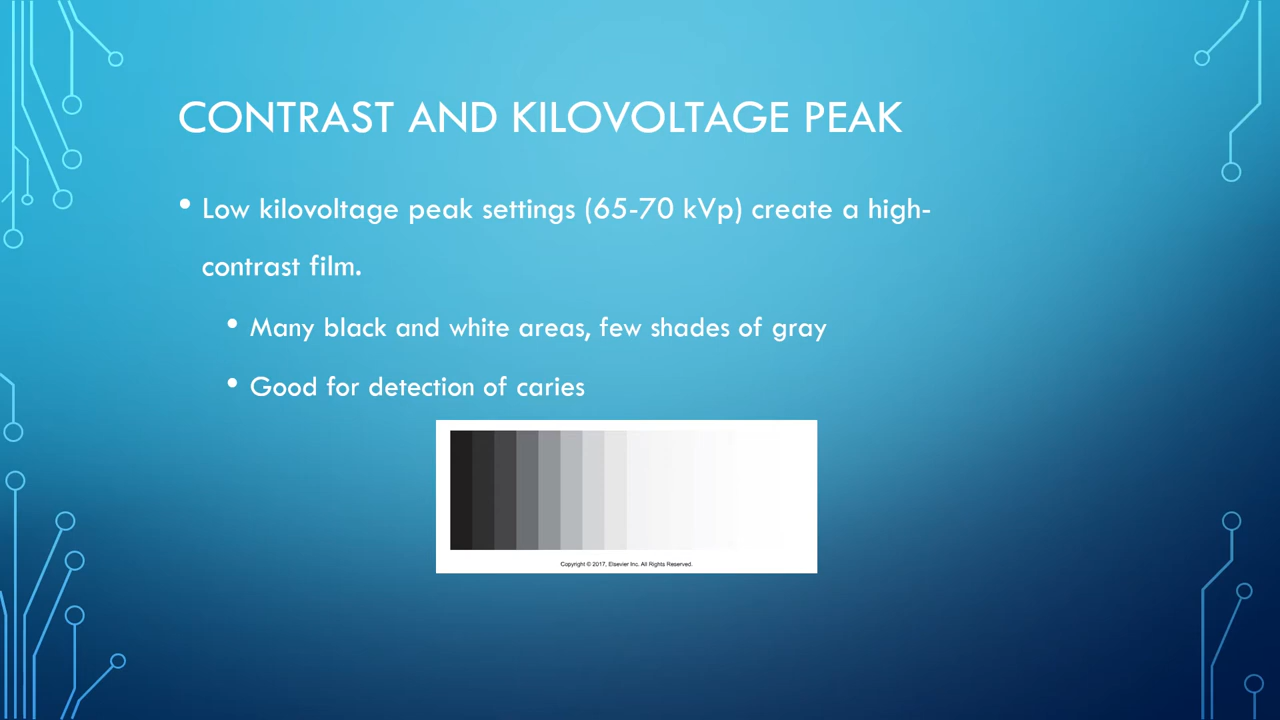 CONTRAST AND KILOVOLTAGE PEAK
• Low kilovoltage peak settings (65-70 kVp) create a high-
contrast film.
• Many black and white areas, few shades of gray
• Good for detection of caries
Copyright © 2017, Elsevier Inc. All Rights Reserved.